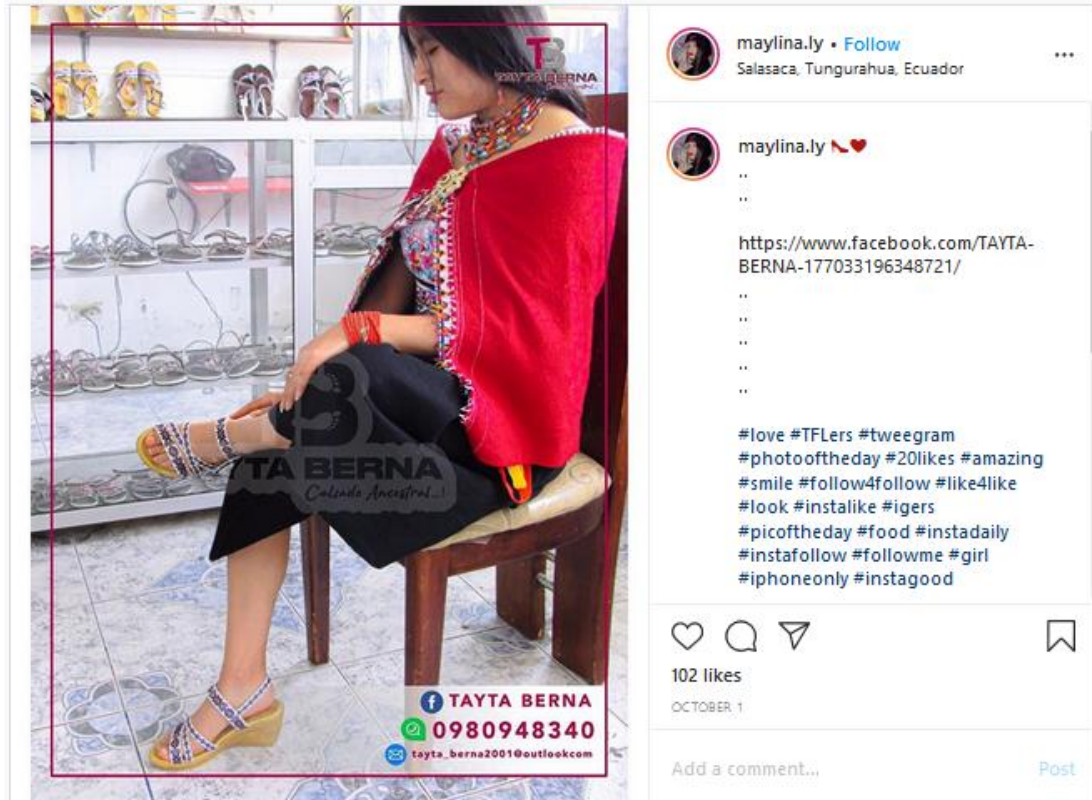 TB
TAYTA BERNA
TAYTA BERNA
Calzado Ancestral..!
TAYTA BERNA
0980948340
tayta_berna2001@outlookcom
maylina.ly • Follow
Salasaca, Tungurahua, Ecuador
maylina.ly
..
..
https://www.facebook.com/TAYTA-
BERNA-177033196348721/
..
..
..
..
..
#love #TFLers #tweegram
#photooftheday #20likes #amazing
#smile #follow4follow #like4like
#look #instalike #igers
#picoftheday #food #instadaily
#instafollow #followme #girl
#iphoneonly #instagood
102 likes
OCTOBER 1
Add a comment...
Post